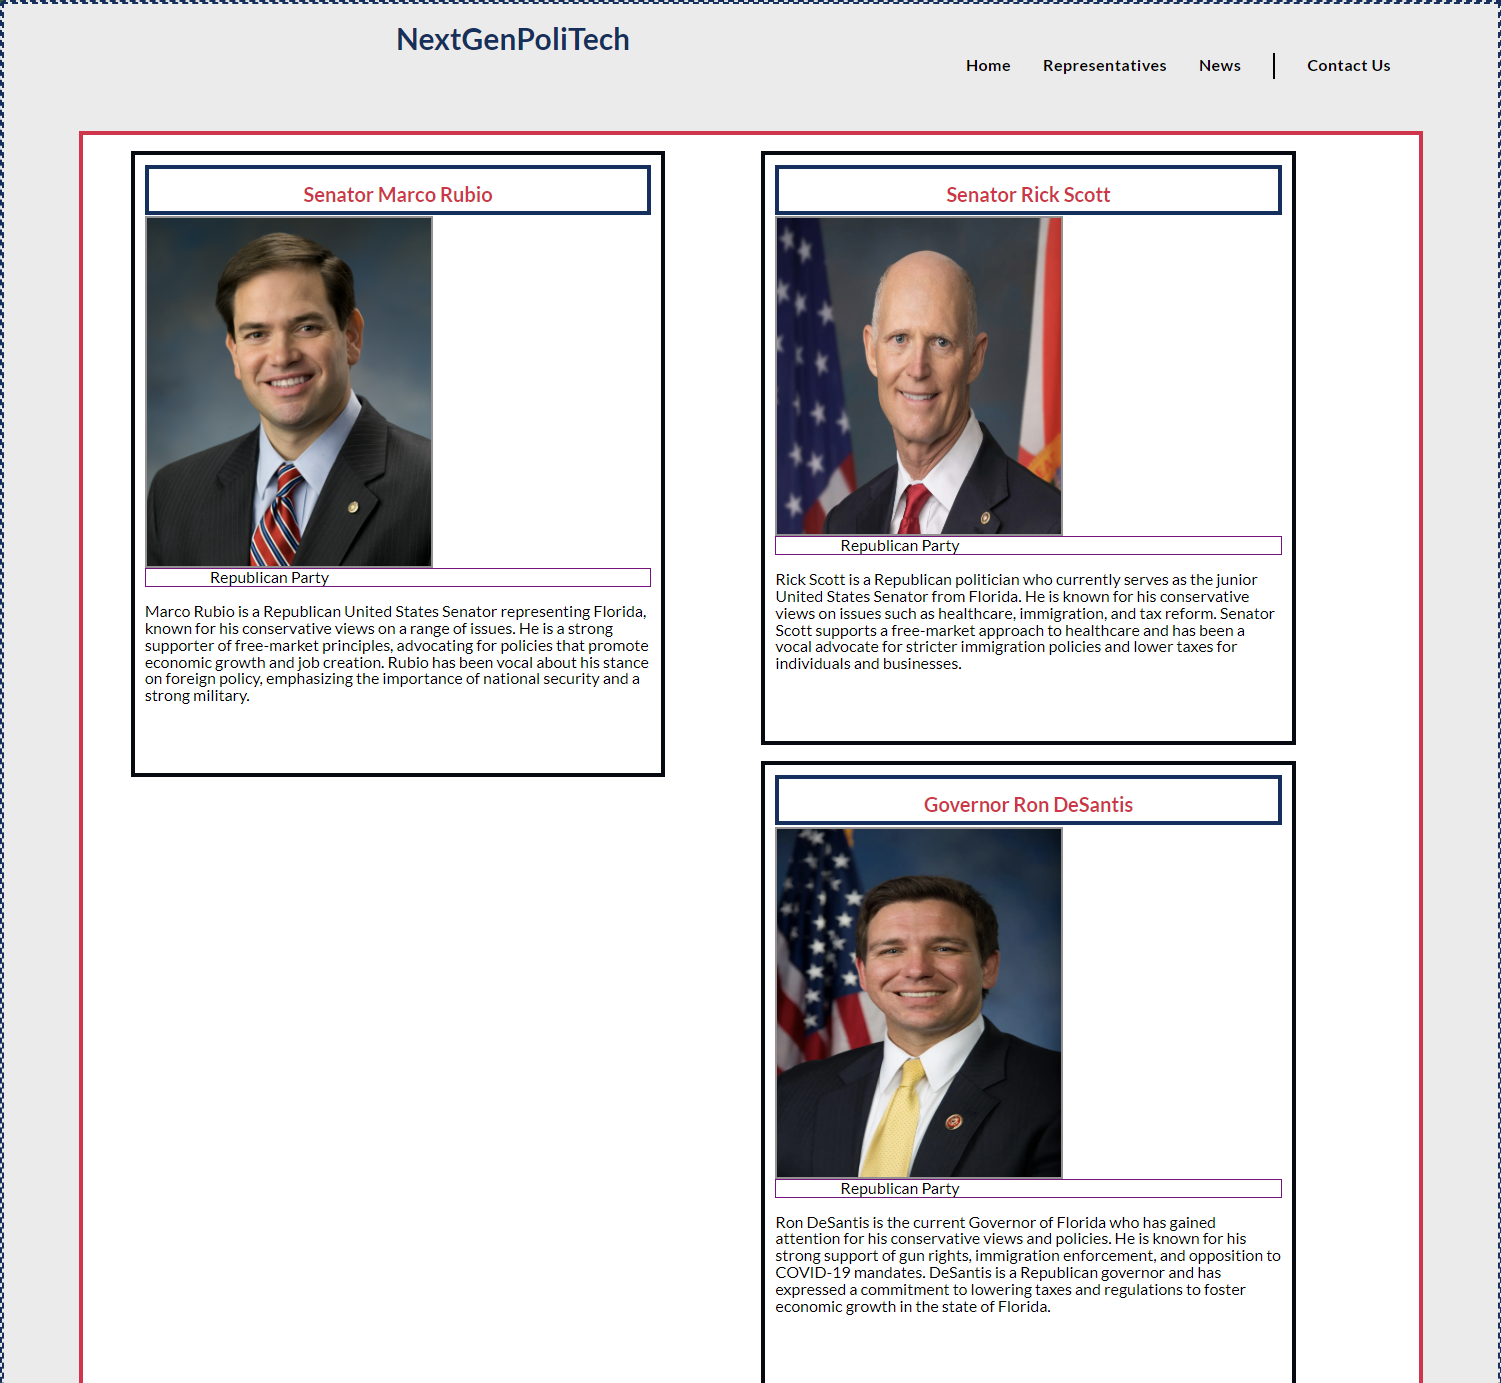 NextGenPoliTech
Home Representatives News Contact Us
Senator Marco Rubio
Republican Party
Marco Rubio is a Republican United States Senator representing Florida,
known for his conservative views on a range of issues. He is a strong
supporter of free-market principles, advocating for policies that promote
economic growth and job creation. Rubio has been vocal about his stance
on foreign policy, emphasizing the importance of national security and a
strong military.
Senator Rick Scott
Republican Party
Rick Scott is a Republican politician who currently serves as the junior
United States Senator from Florida. He is known for his conservative
views on issues such as healthcare, immigration, and tax reform. Senator
Scott supports a free-market approach to healthcare and has been a
vocal advocate for stricter immigration policies and lower taxes for
individuals and businesses.
Governor Ron DeSantis
Republican Party
Ron DeSantis is the current Governor of Florida who has gained
attention for his conservative views and policies. He is known for his
strong support of gun rights, immigration enforcement, and opposition to
COVID-19 mandates. DeSantis is a Republican governor and has
expressed a commitment to lowering taxes and regulations to foster
economic growth in the state of Florida.